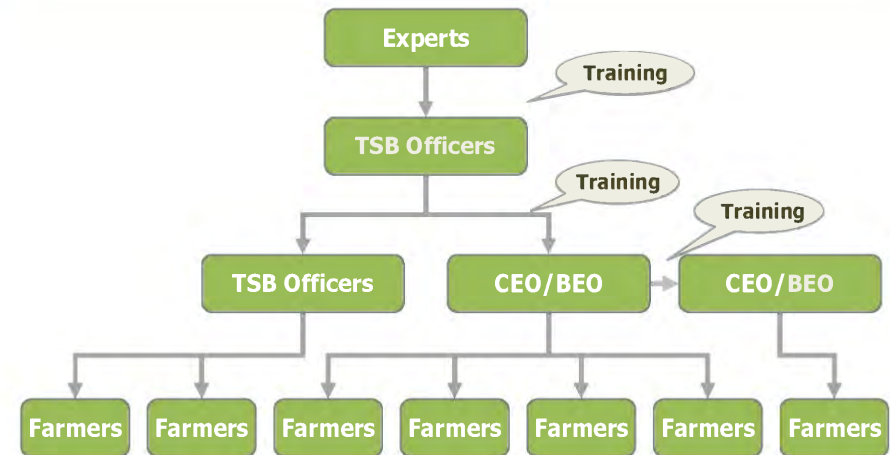 Experts
Training
TSB Officers
Training
Training
TSB Officers
CEO/BEO
CEO/BEO
Farmers
Farmers
Farmers
Farmers
Farmers
Farmers
Farmers